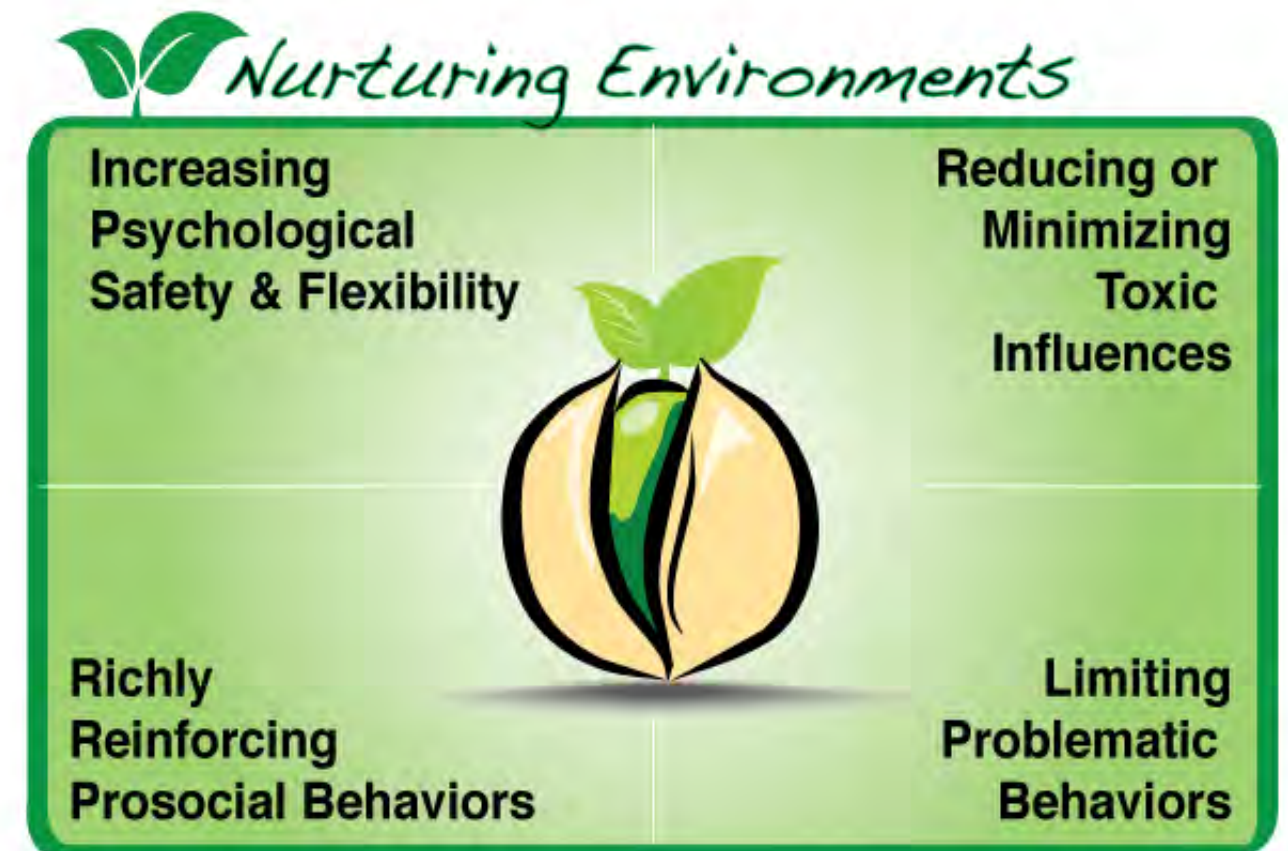 Nurturing Environments
Increasing
Psychological
Safety & Flexibility
Reducing or
Minimizing
Toxic
Influences
Richly
Reinforcing
Prosocial Behaviors
Limiting
Problematic
Behaviors